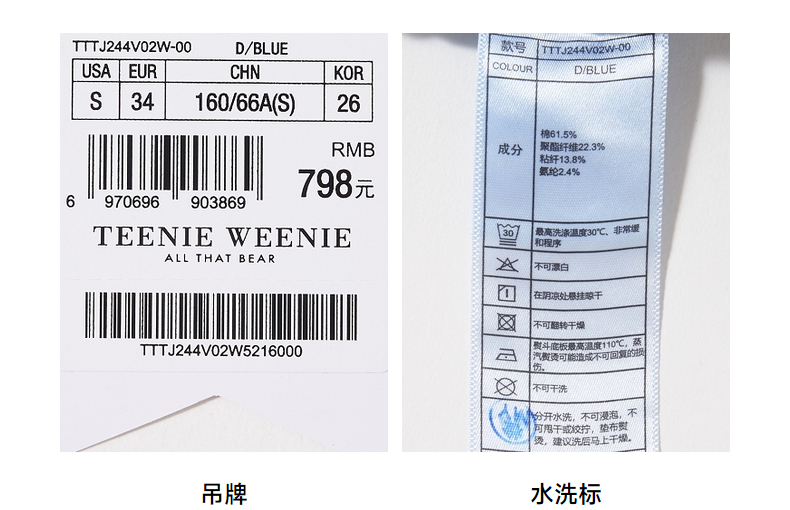 TTTJ244V02W-00 D/BLUE
USA EUR CHN KOR
S 34 160/66A(S) 26
RMB
798元
6 970696 903869
TEENIE WEENIE
ALL THAT BEAR
TTTJ244V02W5216000
吊牌
款号 TTTJ244V02W-00
COLOUR D/BLUE
成分
棉61.5%
聚酯纤维22.3%
粘纤13.8%
氨纶2.4%
30
最高洗涤温度30℃、非常缓
和程序
不可漂白
在阴凉处悬挂晾干
不可翻转干燥
熨斗底板最高温度110℃，蒸
汽熨烫可能造成不可回复的损
伤。
不可干洗
分开水洗，不可浸泡，不
可甩干或绞拧，垫布熨
烫，建议洗后马上干燥。
水洗标